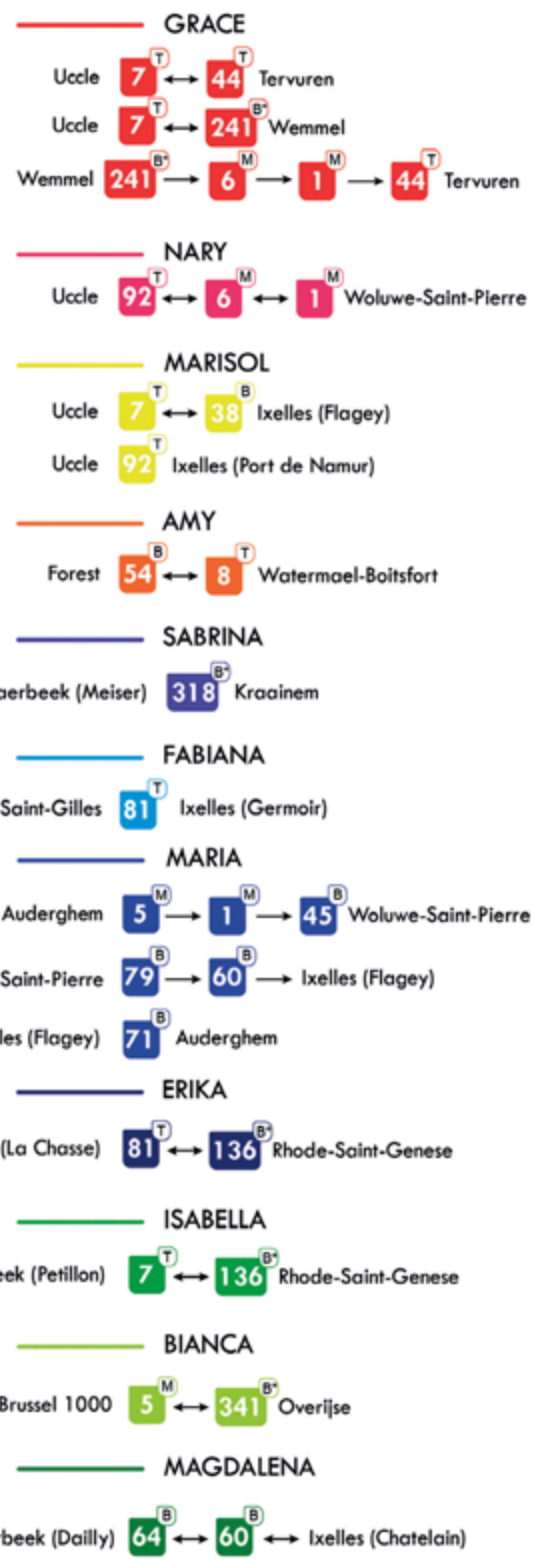 GRACE
Uccle 7 T ↔ 44 T Tervuren
Uccle 7 T ↔ 241 B* Wemmel
Wemmel 241 B* → 6 M → 1 M → 44 T Tervuren
NARY
Uccle 92 T ↔ 6 M ↔ 1 M Woluwe-Saint-Pierre
MARISOL
Uccle 7 T ↔ 38 B Ixelles (Flagey)
Uccle 92 T Ixelles (Port de Namur)
AMY
Forest 54 B ↔ 8 T Watermael-Boitsfort
SABRINA
aerbeek (Meiser) 318 B* Kraainem
FABIANA
Saint-Gilles 81 T Ixelles (Germoir)
MARIA
Auderghem 5 M → 1 M → 45 B Woluwe-Saint-Pierre
Saint-Pierre 79 B → 60 B → Ixelles (Flagey)
les (Flagey) 71 B Auderghem
ERIKA
(La Chasse) 81 T ↔ 136 B* Rhode-Saint-Genese
ISABELLA
eek (Petillon) 7 T ↔ 136 B* Rhode-Saint-Genese
BIANCA
Brussel 1000 5 M ↔ 341 B* Overijse
MAGDALENA
beek (Dailly) 64 B ↔ 60 B ↔ Ixelles (Chatelain)